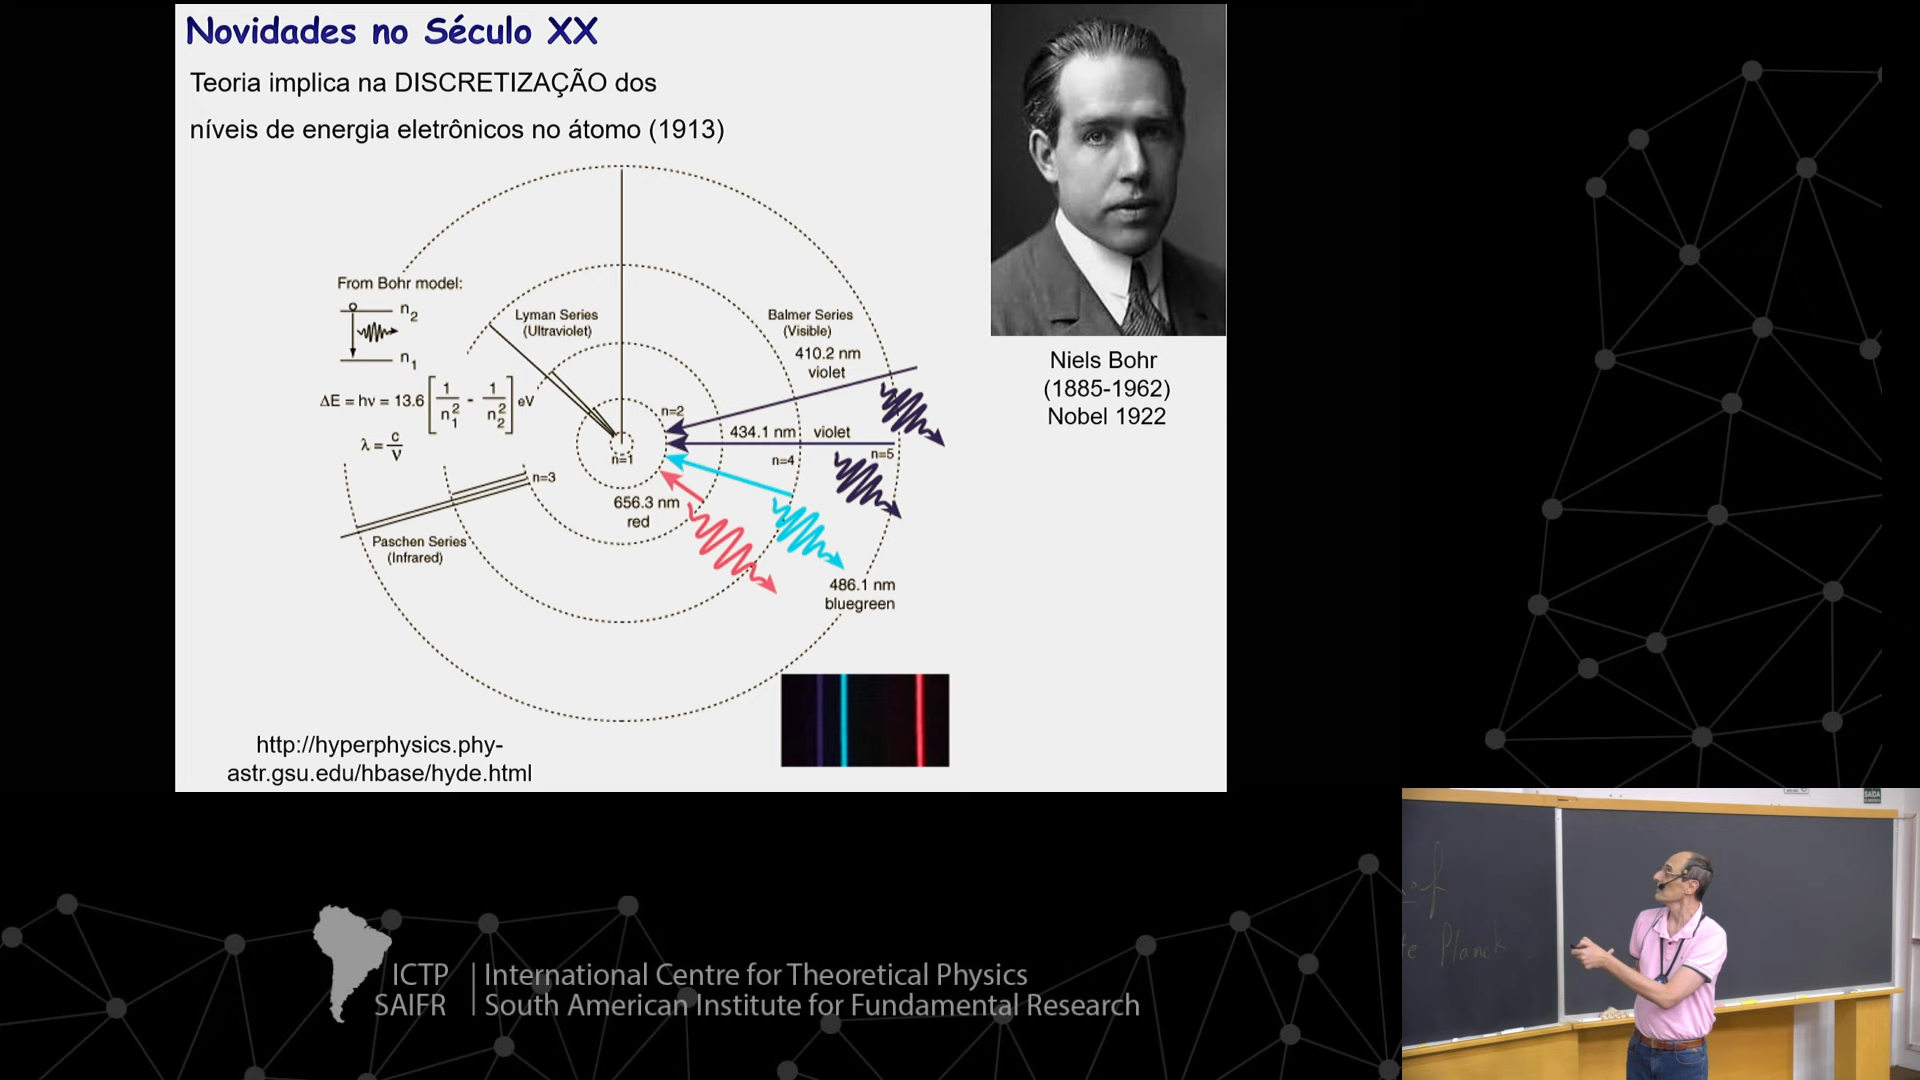 Novidades no Século XX
Teoria implica na DISCRETIZAÇÃO dos
níveis de energia eletrônicos no átomo (1913)
From Bohr model:
n2
n1
ΔE = hν = 13.6 [ 1/n1² - 1/n2² ] eV
λ = c/ν
Lyman Series
(Ultraviolet)
Balmer Series
(Visible)
410.2 nm
violet
n=2
434.1 nm violet
n=1
n=4
n=5
n=3
656.3 nm
red
Paschen Series
(Infrared)
486.1 nm
bluegreen
http://hyperphysics.phy-
astr.gsu.edu/hbase/hyde.html
Niels Bohr
(1885-1962)
Nobel 1922
SAÍDA
Planck
ICTP
SAIFR
International Centre for Theoretical Physics
South American Institute for Fundamental Research